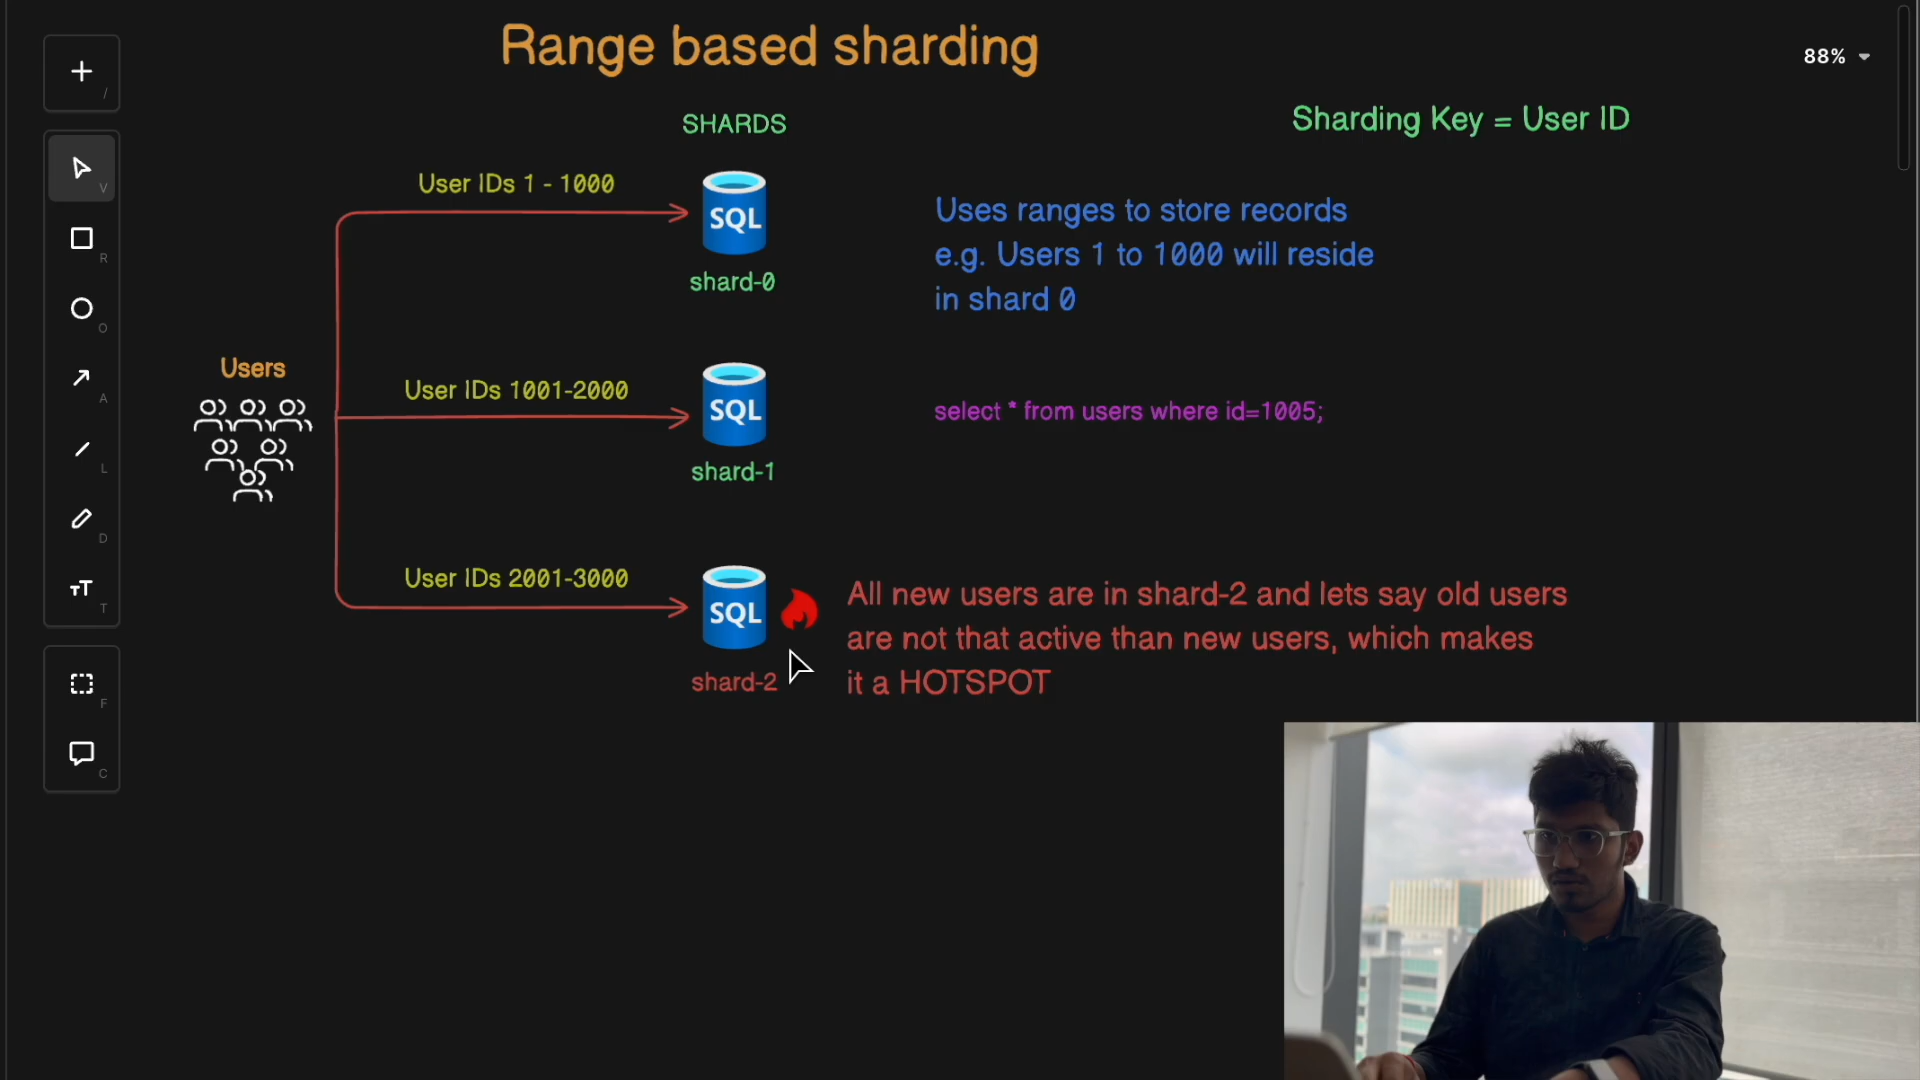 Range based sharding
88%
SHARDS
Sharding Key = User ID
User IDs 1 - 1000
SQL
shard-0
Uses ranges to store records
e.g. Users 1 to 1000 will reside
in shard 0
Users
User IDs 1001-2000
SQL
shard-1
select * from users where id=1005;
User IDs 2001-3000
SQL
shard-2
All new users are in shard-2 and lets say old users
are not that active than new users, which makes
it a HOTSPOT
/
V
R
O
A
L
D
TT
T
F
C